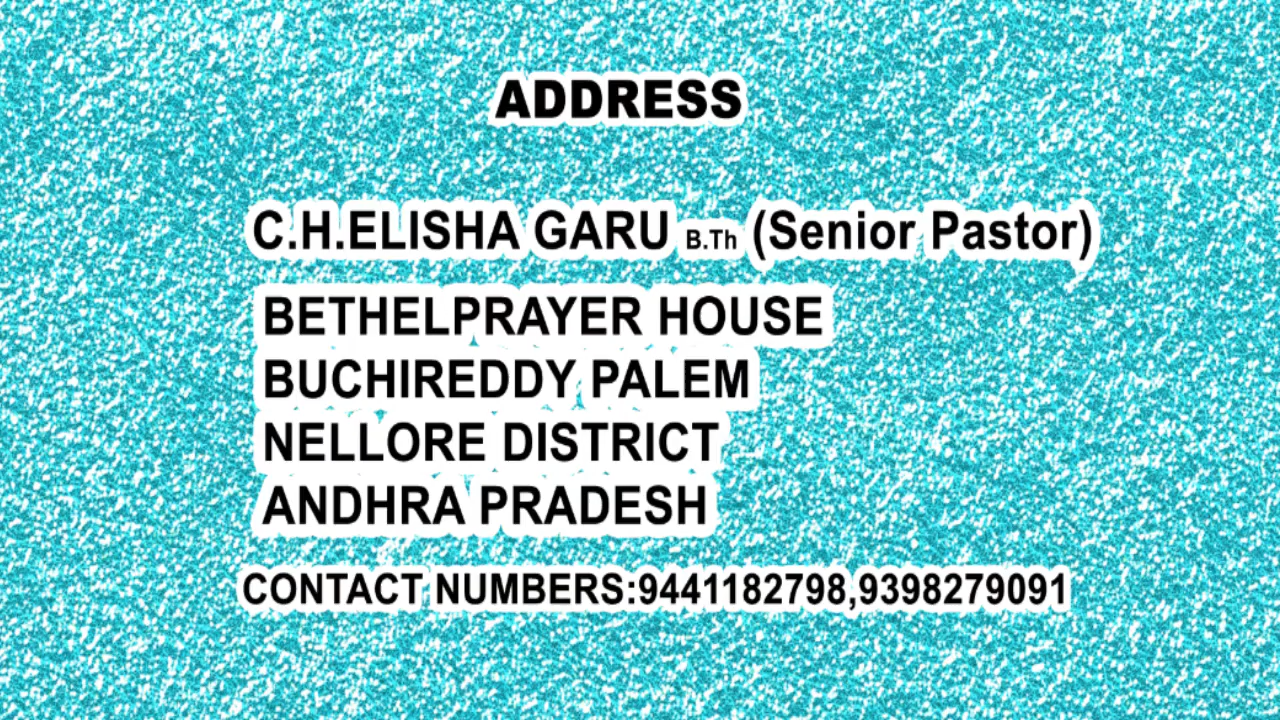 ADDRESS
C.H.ELISHA GARU B.Th (Senior Pastor)
BETHELPRAYER HOUSE
BUCHIREDDY PALEM
NELLORE DISTRICT
ANDHRA PRADESH
CONTACT NUMBERS:9441182798,9398279091